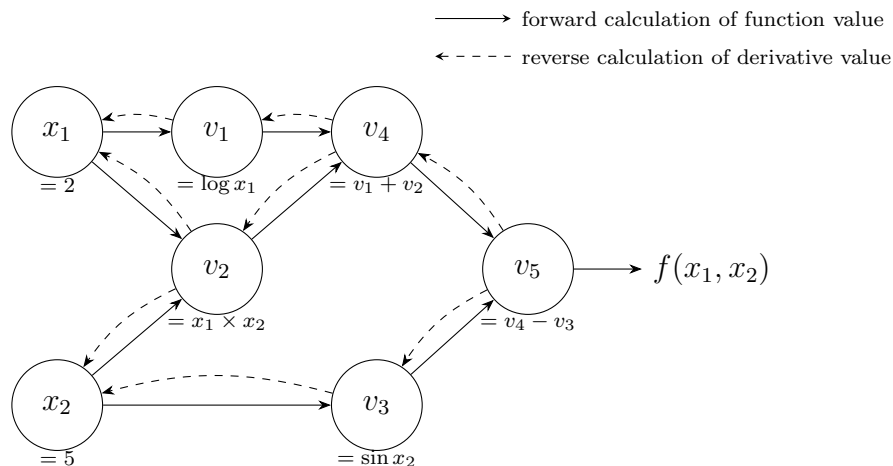 forward calculation of function value
reverse calculation of derivative value
x₁
= 2
v₁
= log x₁
v₄
= v₁ + v₂
v₂
= x₁ × x₂
v₅
= v₄ − v₃
f(x₁, x₂)
x₂
= 5
v₃
= sin x₂